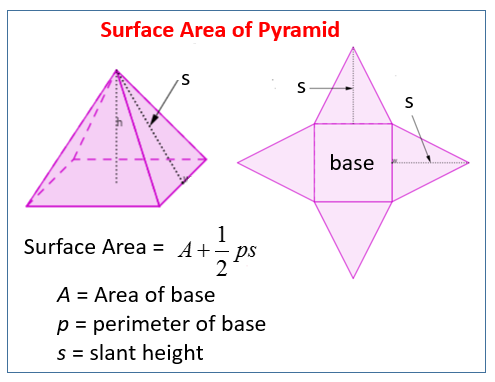 Surface Area of Pyramid
s
h
s
s
base
Surface Area = A + 1/2 ps
A = Area of base
p = perimeter of base
s = slant height